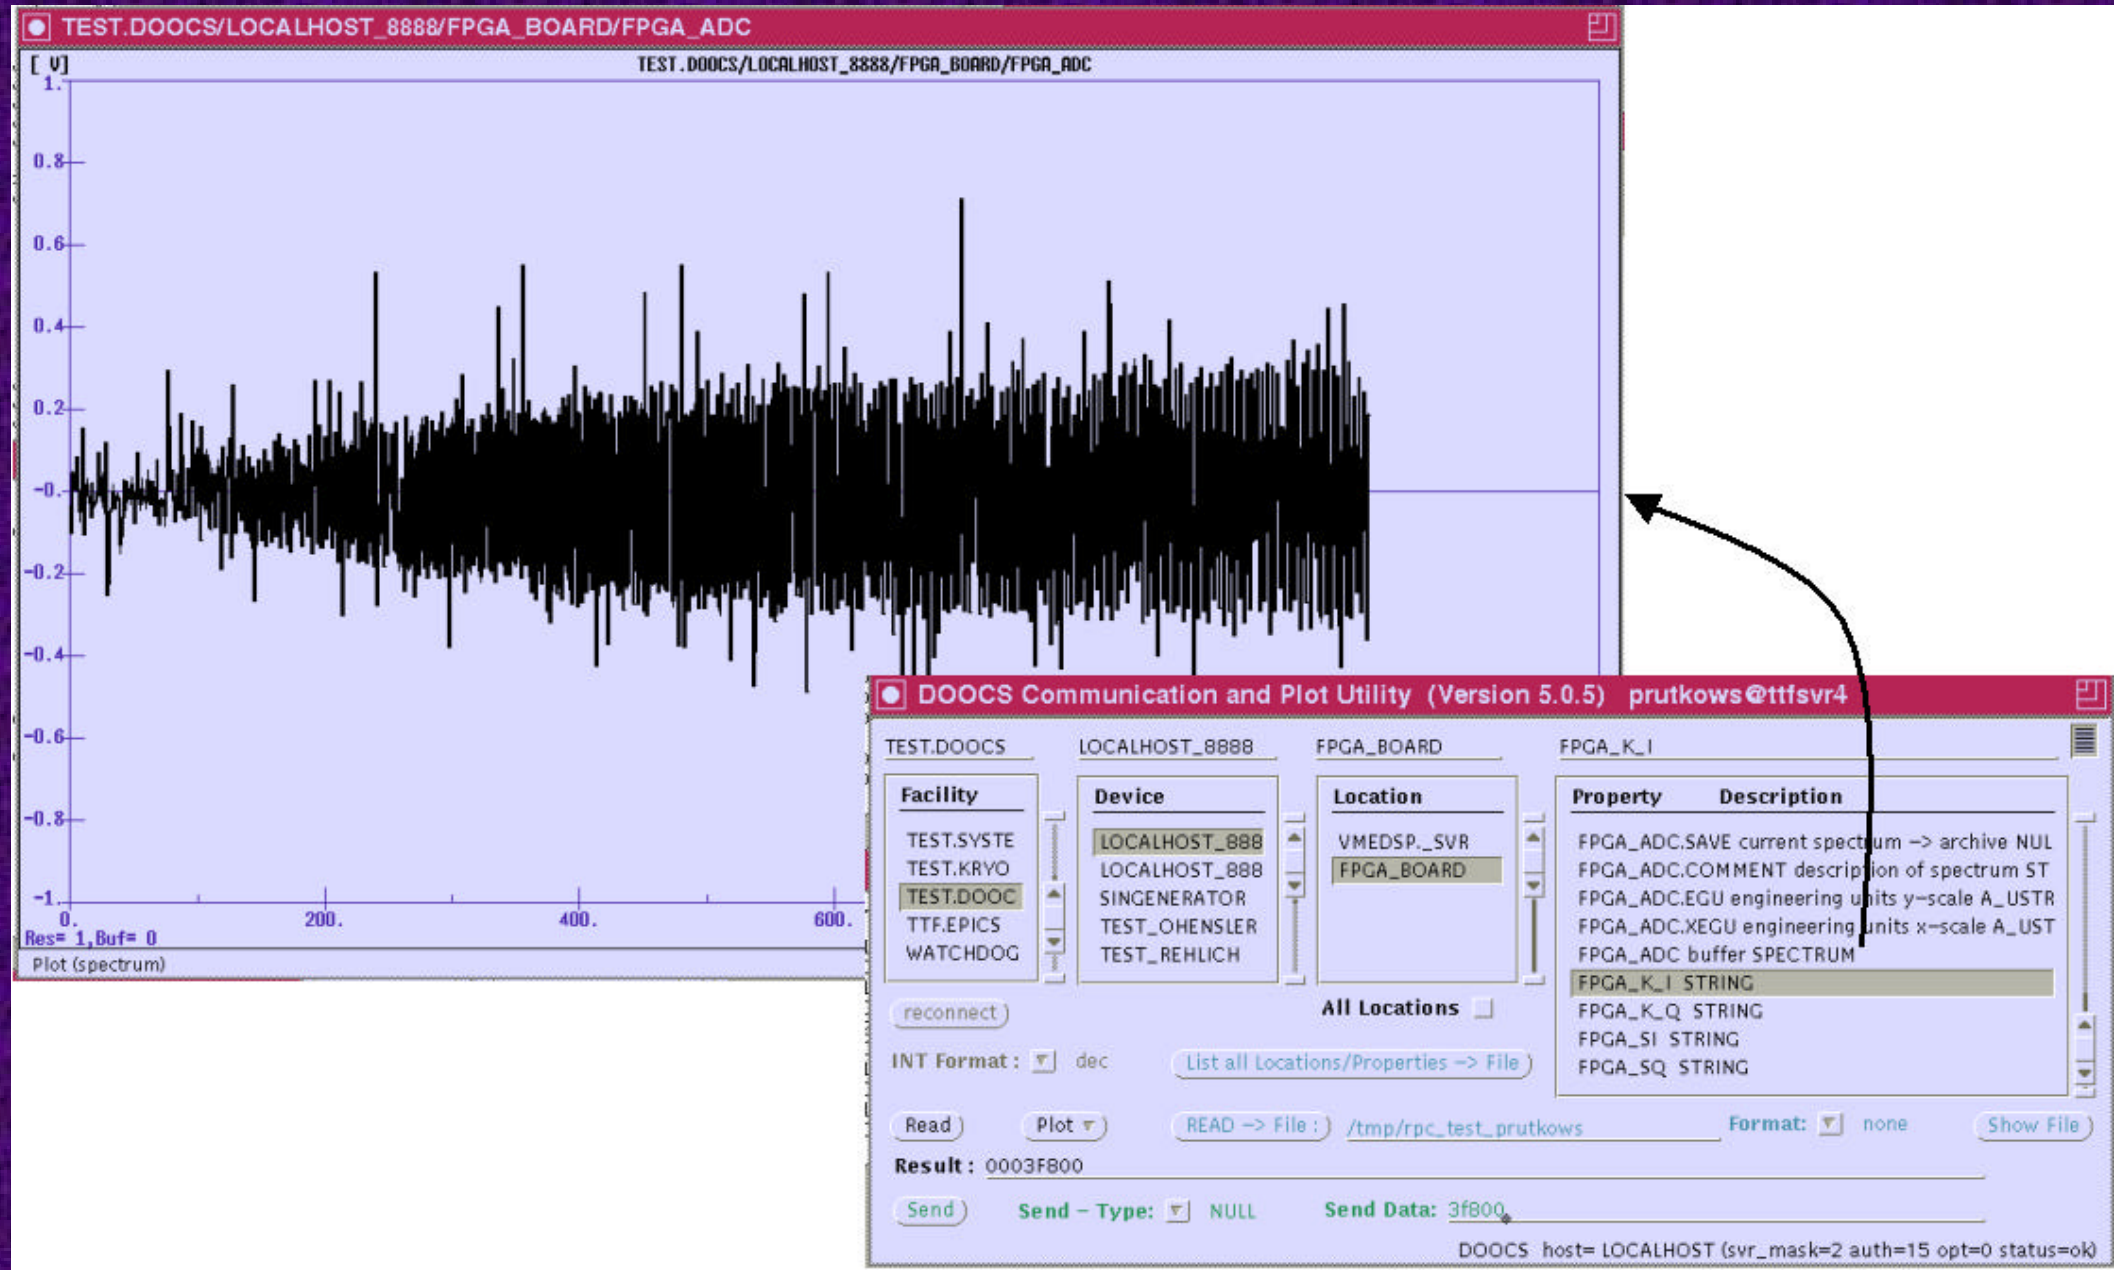 TEST.DOOCS/LOCALHOST_8888/FPGA_BOARD/FPGA_ADC
[ V]
TEST.DOOCS/LOCALHOST_8888/FPGA_BOARD/FPGA_ADC
1.
0.8
0.6
0.4
0.2
-0.
-0.2
-0.4
-0.6
-0.8
-1.
0.
200.
400.
600.
Res= 1,Buf= 0
Plot (spectrum)
DOOCS Communication and Plot Utility (Version 5.0.5) prutkows@ttfsvr4
TEST.DOOCS
LOCALHOST_8888
FPGA_BOARD
FPGA_K_I
Facility
TEST.SYSTE
TEST.KRYO
TEST.DOOC
TTF.EPICS
WATCHDOG
Device
LOCALHOST_888
LOCALHOST_888
SINGENERATOR
TEST_OHENSLER
TEST_REHLICH
Location
VMEDSP._SVR
FPGA_BOARD
Property Description
FPGA_ADC.SAVE current spectrum -> archive NUL
FPGA_ADC.COMMENT description of spectrum ST
FPGA_ADC.EGU engineering units y-scale A_USTR
FPGA_ADC.XEGU engineering units x-scale A_UST
FPGA_ADC buffer SPECTRUM
FPGA_K_I STRING
FPGA_K_Q STRING
FPGA_SI STRING
FPGA_SQ STRING
reconnect
All Locations
INT Format : dec
List all Locations/Properties -> File
Read
Plot
READ -> File :
/tmp/rpc_test_prutkows
Format: none
Show File
Result : 0003F800
Send
Send - Type: NULL
Send Data: 3f800
DOOCS host= LOCALHOST (svr_mask=2 auth=15 opt=0 status=ok)